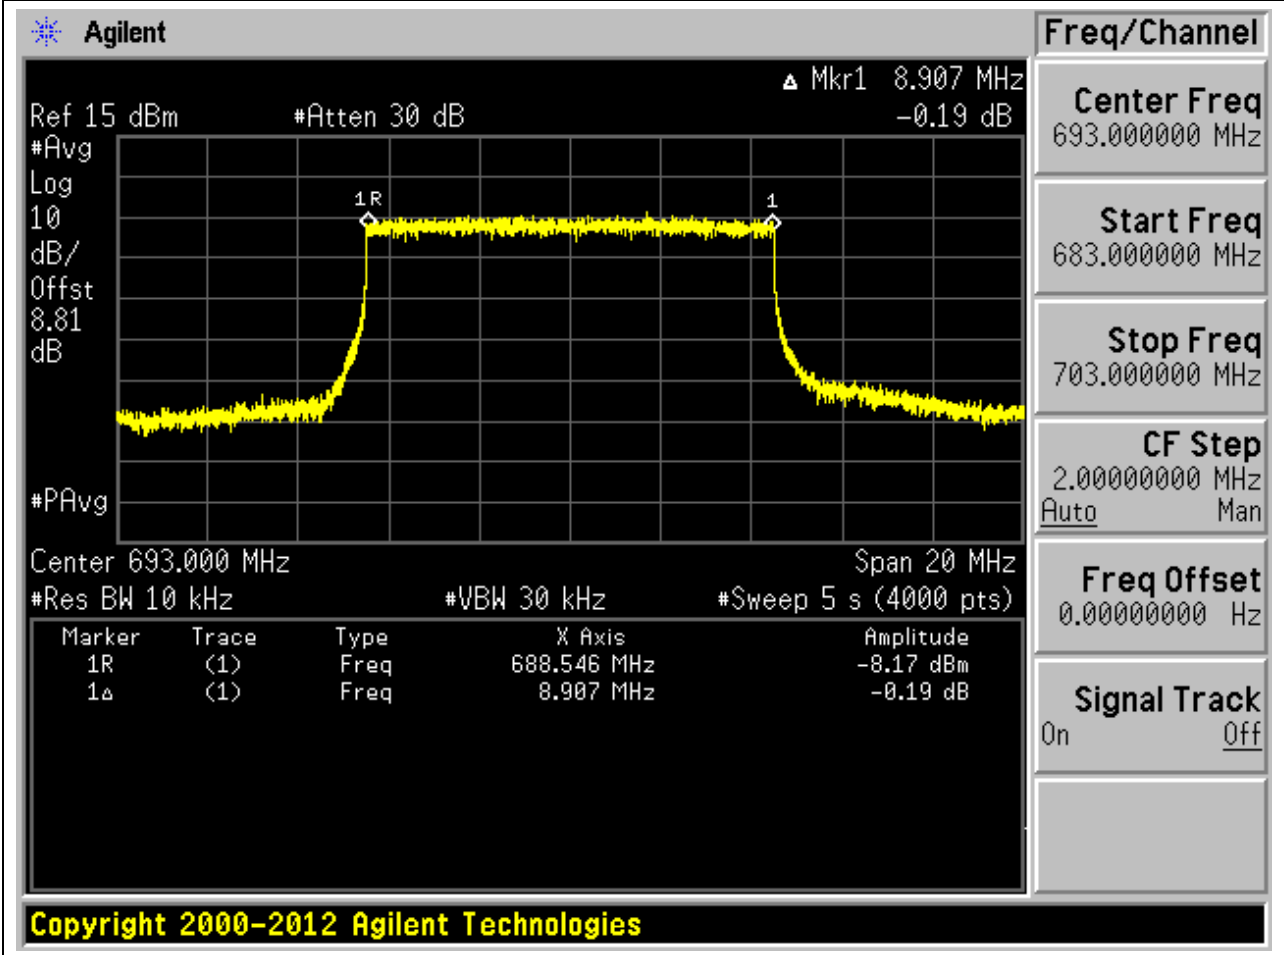 Agilent
Freq/Channel
Δ Mkr1 8.907 MHz
Ref 15 dBm #Atten 30 dB -0.19 dB
#Avg
Log
10
dB/
Offst
8.81
dB
1R
1
#PAvg
Center 693.000 MHz Span 20 MHz
#Res BW 10 kHz #VBW 30 kHz #Sweep 5 s (4000 pts)
Marker Trace Type X Axis Amplitude
1R (1) Freq 688.546 MHz -8.17 dBm
1Δ (1) Freq 8.907 MHz -0.19 dB
Center Freq
693.000000 MHz
Start Freq
683.000000 MHz
Stop Freq
703.000000 MHz
CF Step
2.00000000 MHz
Auto Man
Freq Offset
0.00000000 Hz
Signal Track
On Off
Copyright 2000-2012 Agilent Technologies